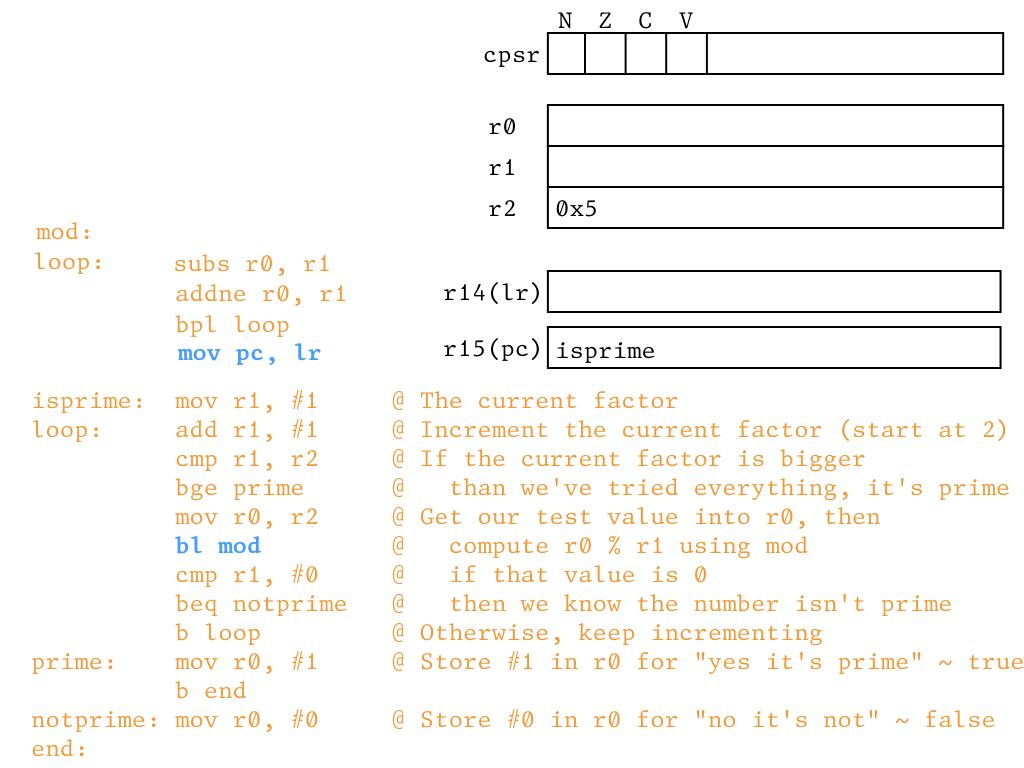 N Z C V
cpsr
r0
r1
r2 0x5
mod:
loop: subs r0, r1
addne r0, r1
bpl loop
mov pc, lr
r14(lr)
r15(pc) isprime
isprime: mov r1, #1 @ The current factor
loop: add r1, #1 @ Increment the current factor (start at 2)
cmp r1, r2 @ If the current factor is bigger
bge prime @ than we've tried everything, it's prime
mov r0, r2 @ Get our test value into r0, then
bl mod @ compute r0 % r1 using mod
cmp r1, #0 @ if that value is 0
beq notprime @ then we know the number isn't prime
b loop @ Otherwise, keep incrementing
prime: mov r0, #1 @ Store #1 in r0 for "yes it's prime" ~ true
b end
notprime: mov r0, #0 @ Store #0 in r0 for "no it's not" ~ false
end: